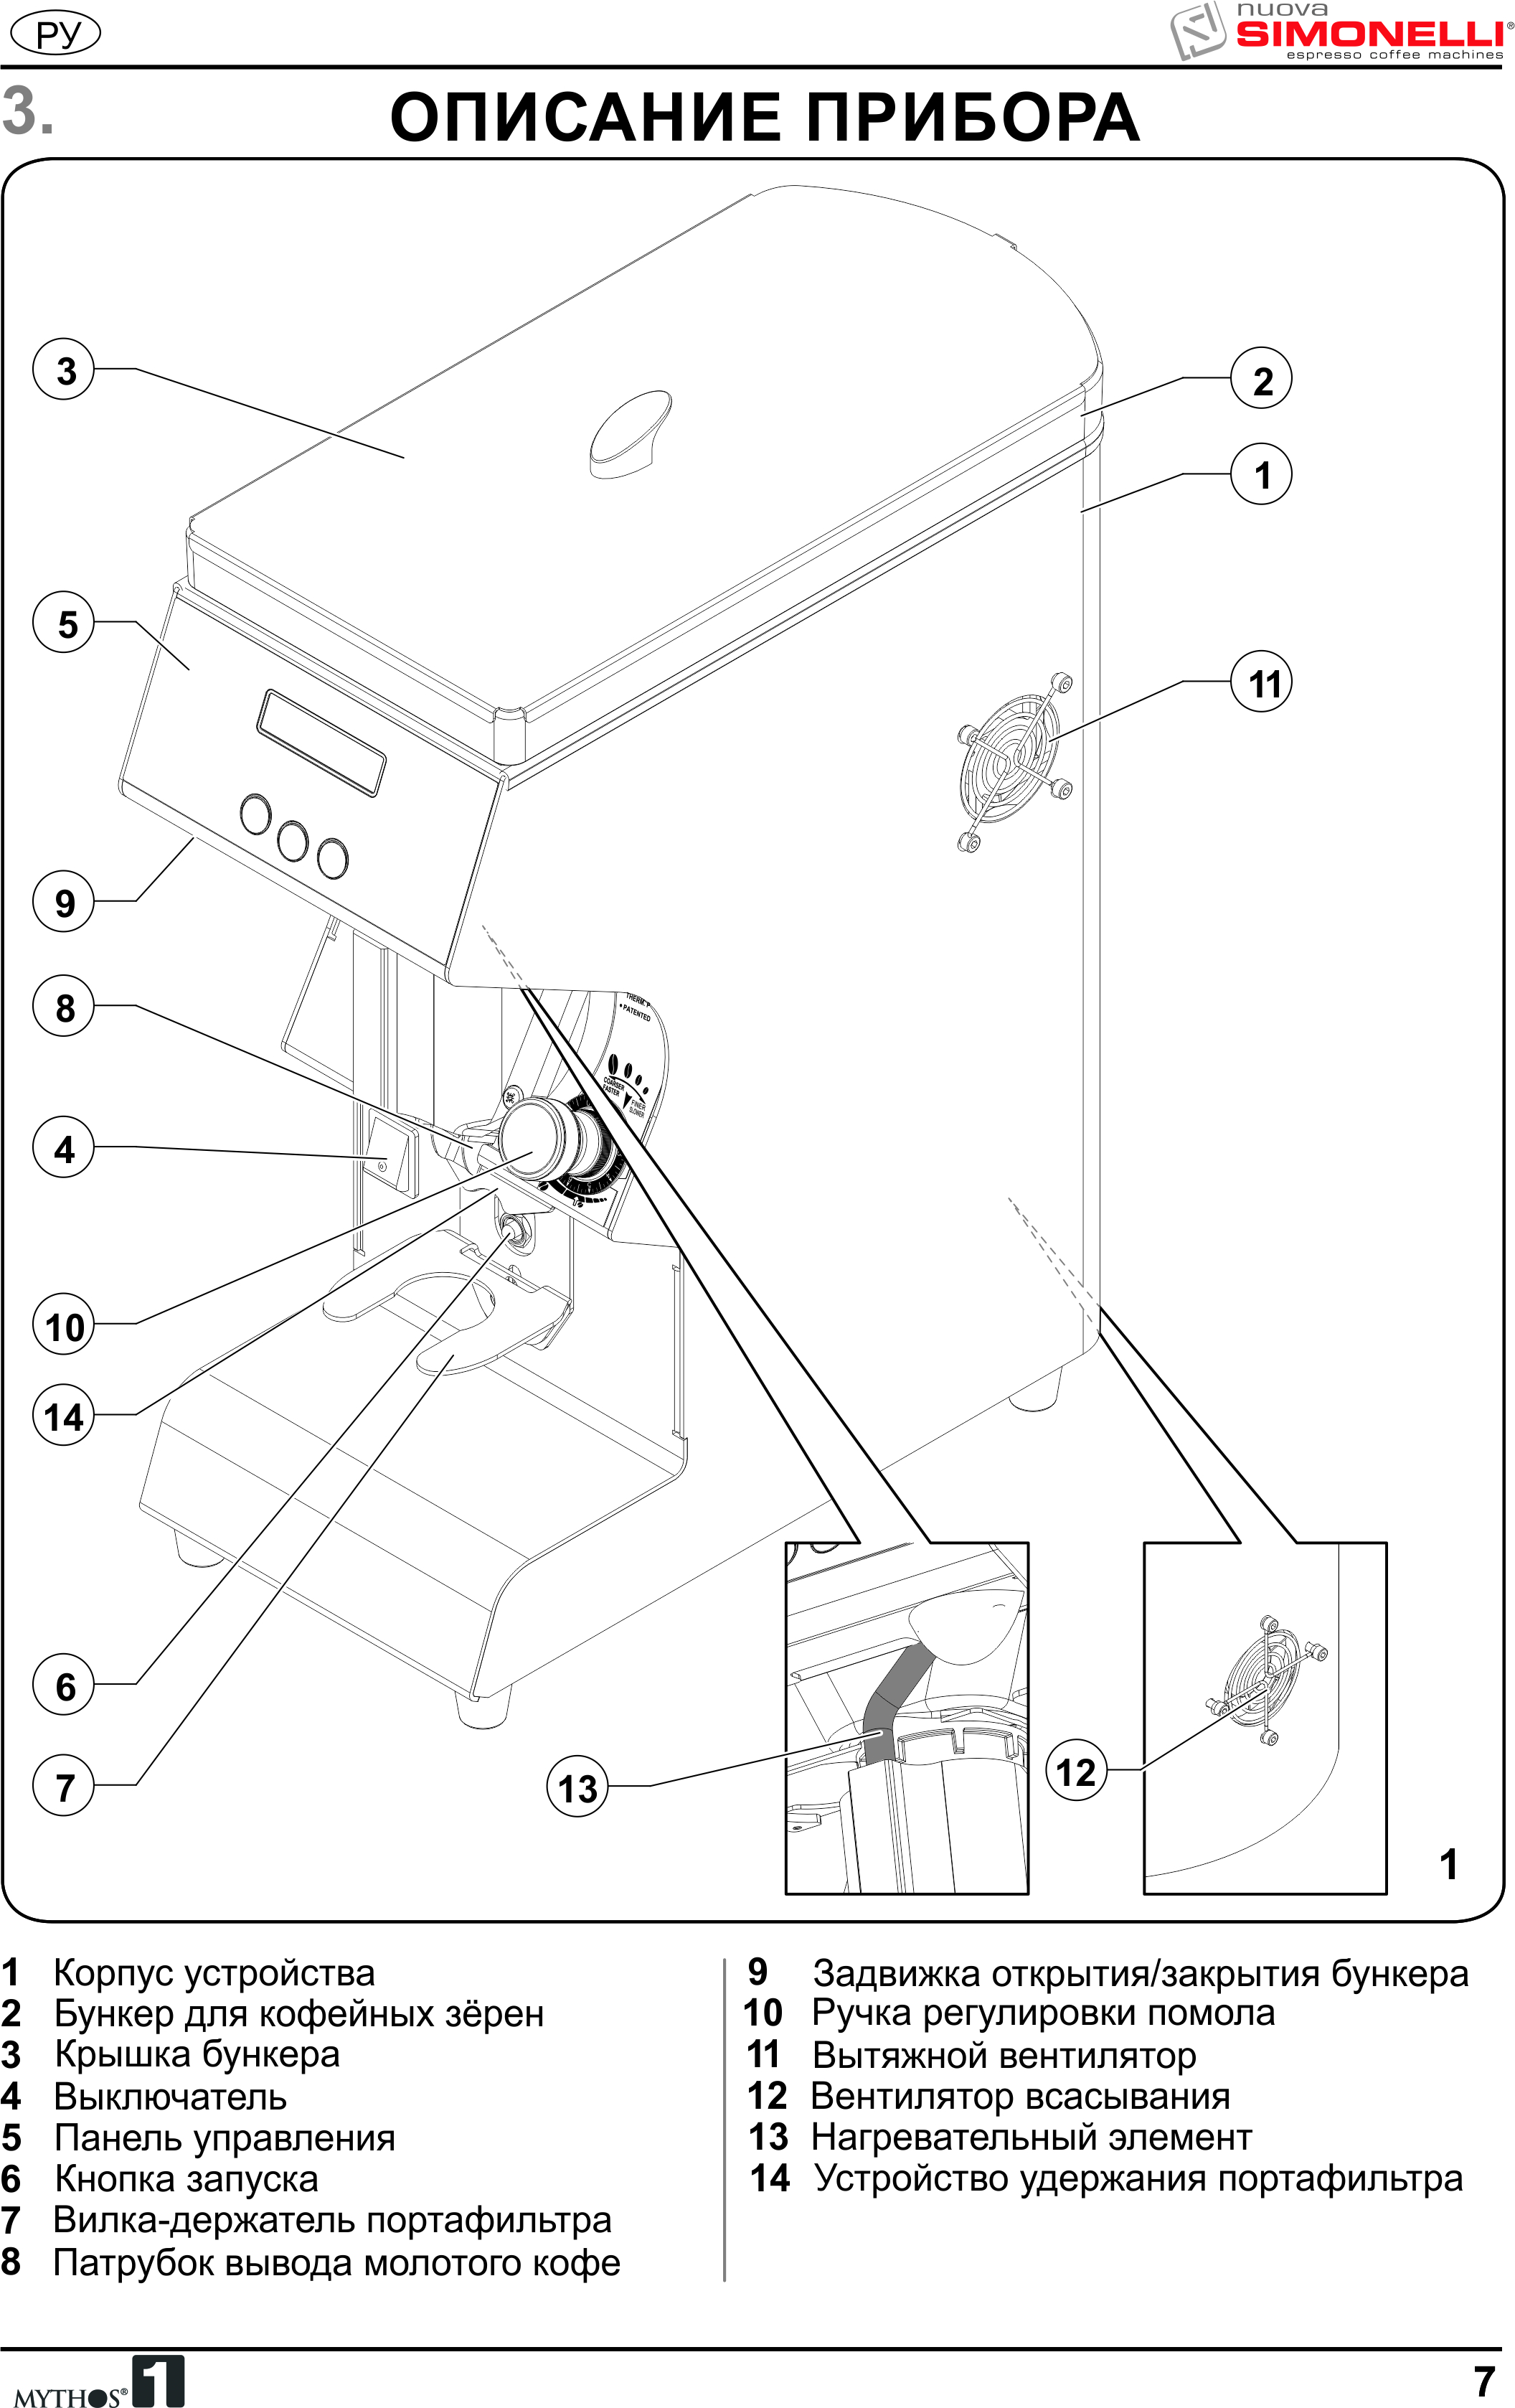 РУ
nuova
SIMONELLI®
espresso coffee machines
3. ОПИСАНИЕ ПРИБОРА
3
2
1
5
11
9
8
THERM. P
• PATENTED
COARSER
FASTER
FINER
SLOWER
4
10
14
6
7
13
12
1
1 Корпус устройства
2 Бункер для кофейных зёрен
3 Крышка бункера
4 Выключатель
5 Панель управления
6 Кнопка запуска
7 Вилка-держатель портафильтра
8 Патрубок вывода молотого кофе
9 Задвижка открытия/закрытия бункера
10 Ручка регулировки помола
11 Вытяжной вентилятор
12 Вентилятор всасывания
13 Нагревательный элемент
14 Устройство удержания портафильтра
MYTHOS® 1
7